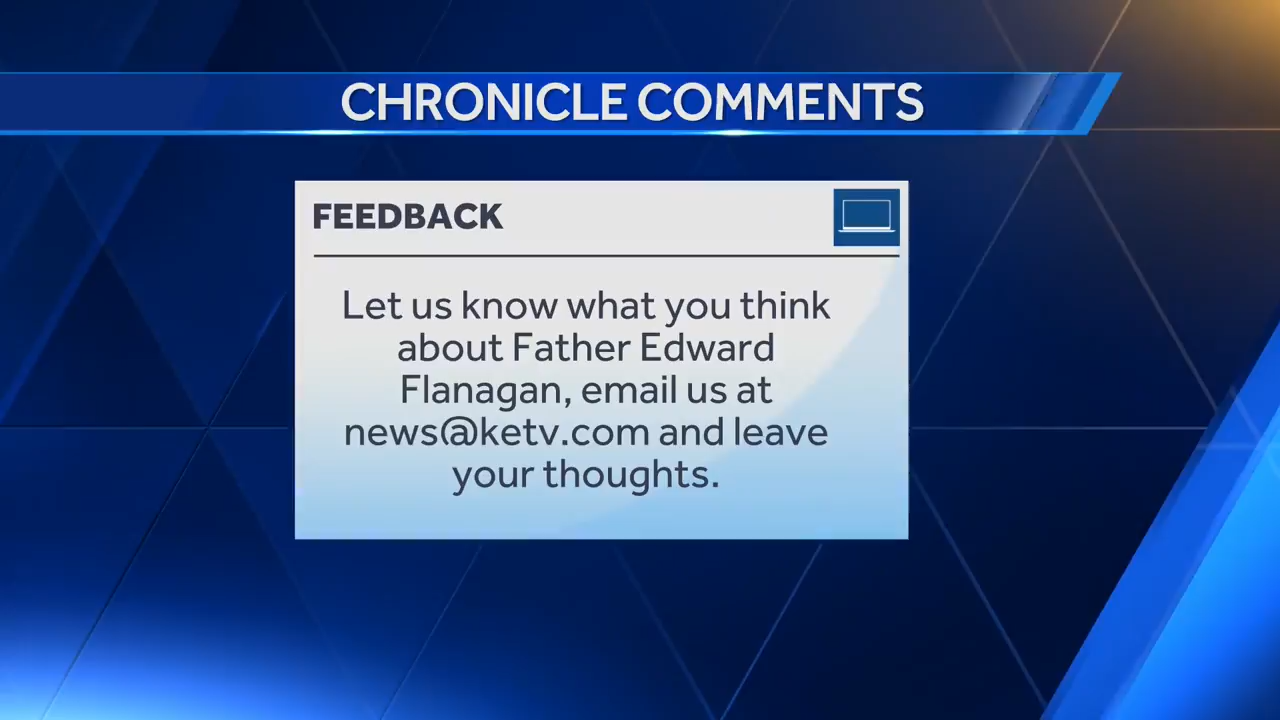 CHRONICLE COMMENTS
FEEDBACK
Let us know what you think
about Father Edward
Flanagan, email us at
news@ketv.com and leave
your thoughts.